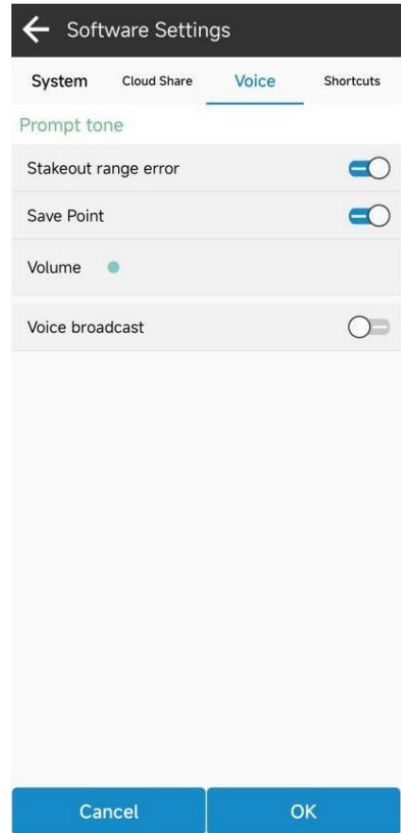 Software Settings
System Cloud Share Voice Shortcuts
Prompt tone
Stakeout range error
Save Point
Volume
Voice broadcast
Cancel OK